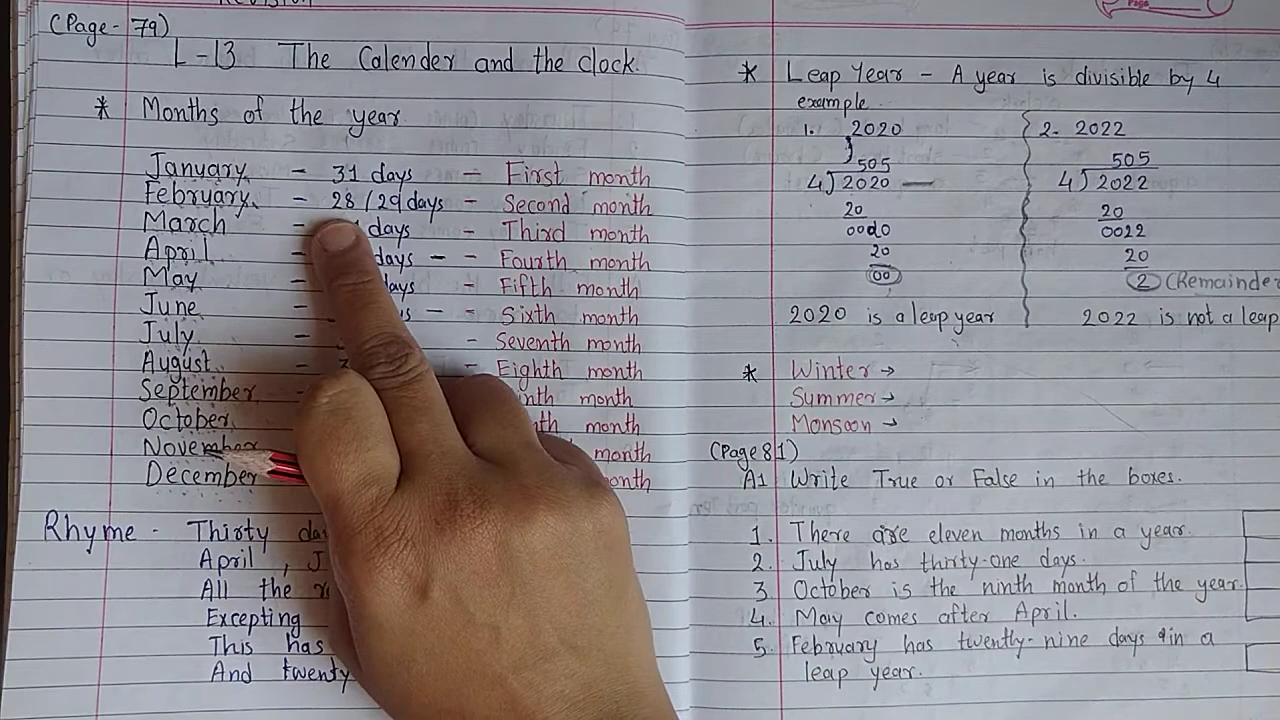 (Page - 79)
L-13 The Calender and the clock.
* Months of the year
January - 31 days - First month
February - 28/29 days - Second month
March - days - Third month
April - days - - Fourth month
May - days - Fifth month
June - - - Sixth month
July - - Seventh month
August - - Eighth month
September - month
October month
November month
December month
Rhyme - Thirty
April, J
All the
Excepting
This has
And twenty
Page
* Leap Year - A year is divisible by 4
example.
1. 2020
505
4)2020
20
0020
20
00
2020 is a leap year
2. 2022
505
4)2022
20
0022
20
2 (Remainder
2022 is not a leap
* Winter →
Summer →
Monsoon →
(Page 81)
A1 Write True or False in the boxes.
1. There are eleven months in a year.
2. July has thirty-one days.
3. October is the ninth month of the year.
4. May comes after April.
5. February has twenty-nine days in a
leap year.